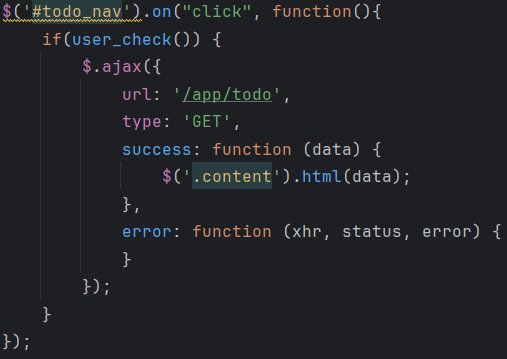 $('#todo_nav').on("click", function(){
    if(user_check()) {
        $.ajax({
            url: '/app/todo',
            type: 'GET',
            success: function (data) {
                $('.content').html(data);
            },
            error: function (xhr, status, error) {
            }
        });
    }
});